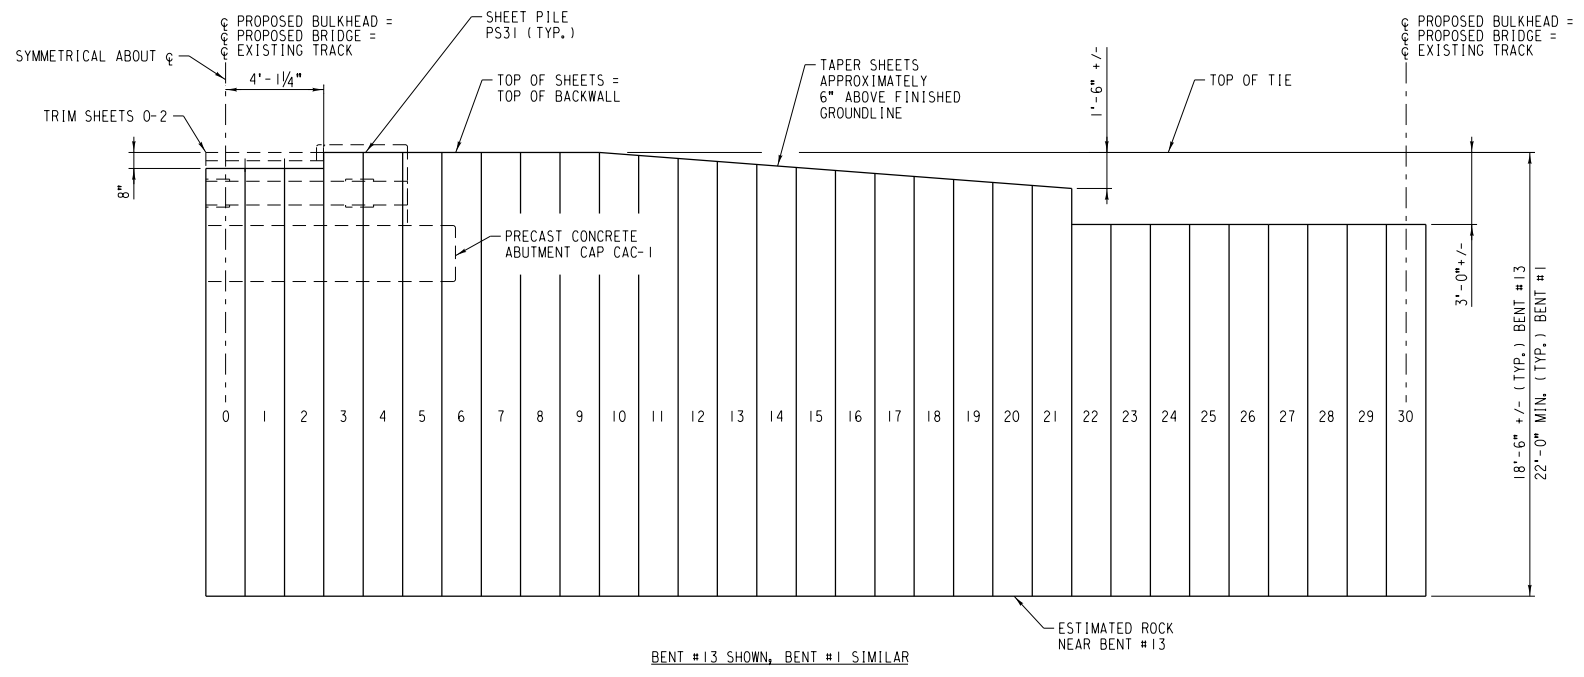 ℄ PROPOSED BULKHEAD =
℄ PROPOSED BRIDGE =
℄ EXISTING TRACK
SYMMETRICAL ABOUT ℄
4'-1¼"
TRIM SHEETS 0-2
8"
SHEET PILE
PS31 (TYP.)
TOP OF SHEETS =
TOP OF BACKWALL
TAPER SHEETS
APPROXIMATELY
6" ABOVE FINISHED
GROUNDLINE
1'-6" +/-
TOP OF TIE
℄ PROPOSED BULKHEAD =
℄ PROPOSED BRIDGE =
℄ EXISTING TRACK
PRECAST CONCRETE
ABUTMENT CAP CAC-1
3'-0"+/-
18'-6" +/- (TYP.) BENT #13
22'-0" MIN. (TYP.) BENT #1
0 1 2 3 4 5 6 7 8 9 10 11 12 13 14 15 16 17 18 19 20 21 22 23 24 25 26 27 28 29 30
ESTIMATED ROCK
NEAR BENT #13
BENT #13 SHOWN, BENT #1 SIMILAR